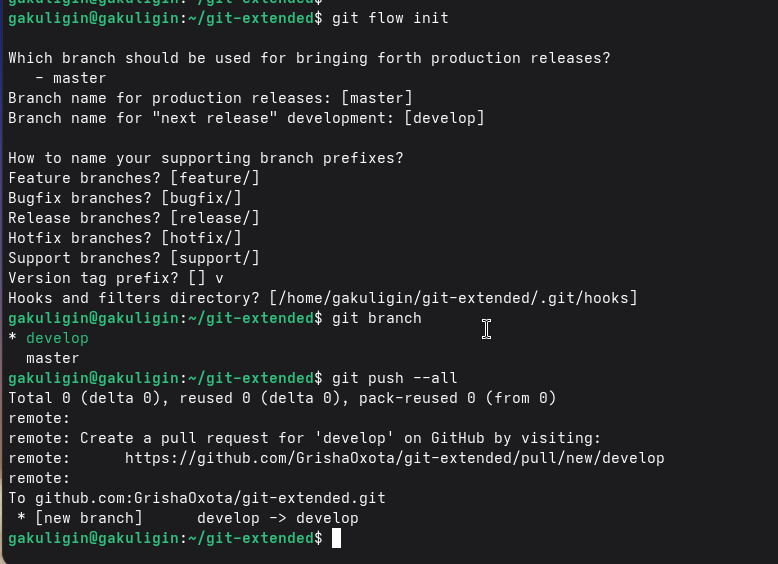 gakuligin@gakuligin:~/git-extended$ git flow init

Which branch should be used for bringing forth production releases?
   - master
Branch name for production releases: [master]
Branch name for "next release" development: [develop]

How to name your supporting branch prefixes?
Feature branches? [feature/]
Bugfix branches? [bugfix/]
Release branches? [release/]
Hotfix branches? [hotfix/]
Support branches? [support/]
Version tag prefix? [] v
Hooks and filters directory? [/home/gakuligin/git-extended/.git/hooks]
gakuligin@gakuligin:~/git-extended$ git branch
* develop
  master
gakuligin@gakuligin:~/git-extended$ git push --all
Total 0 (delta 0), reused 0 (delta 0), pack-reused 0 (from 0)
remote:
remote: Create a pull request for 'develop' on GitHub by visiting:
remote:      https://github.com/GrishaOxota/git-extended/pull/new/develop
remote:
To github.com:GrishaOxota/git-extended.git
 * [new branch]      develop -> develop
gakuligin@gakuligin:~/git-extended$